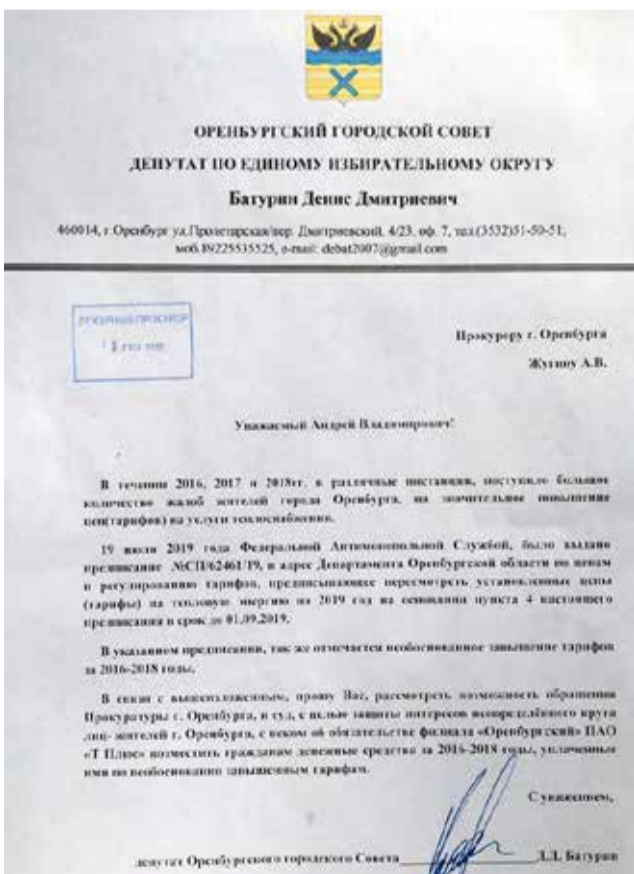 ОРЕНБУРГСКИЙ ГОРОДСКОЙ СОВЕТ
ДЕПУТАТ ПО ЕДИНОМУ ИЗБИРАТЕЛЬНОМУ ОКРУГУ
Батурин Денис Дмитриевич
460014, г.Оренбург ул.Пролетарская/пер. Дмитриевский, 4/23, оф. 7, тел.(3532)51-50-51,
моб.89225535525, e-mail: debat2007@gmail.com
Прокурору г. Оренбурга
Жугину А.В.
Уважаемый Андрей Владимирович!
В течении 2016, 2017 и 2018гг. в различные инстанции, поступило большое
количество жалоб жителей города Оренбурга, на значительное повышение
цен(тарифов) на услуги теплоснабжения.
19 июля 2019 года Федеральной Антимонопольной Службой, было выдано
предписание №СП/62461/19, в адрес Департамента Оренбургской области по ценам
и регулированию тарифов, предписывающее пересмотреть установленные цены
(тарифы) на тепловую энергию на 2019 год на основании пункта 4 настоящего
предписания в срок до 01.09.2019.
В указанном предписании, так же отмечается необоснованное завышение тарифов
за 2016-2018 годы.
В связи с вышеизложенным, прошу Вас, рассмотреть возможность обращения
Прокуратуры г. Оренбурга, в суд, с целью защиты интересов неопределённого круга
лиц- жителей г. Оренбурга, с иском об обязательстве филиала «Оренбургский» ПАО
«Т Плюс» возместить гражданам денежные средства за 2016-2018 годы, уплаченные
ими по необоснованно завышенным тарифам.
С уважением,
депутат Оренбургского городского Совета Д.Д. Батурин